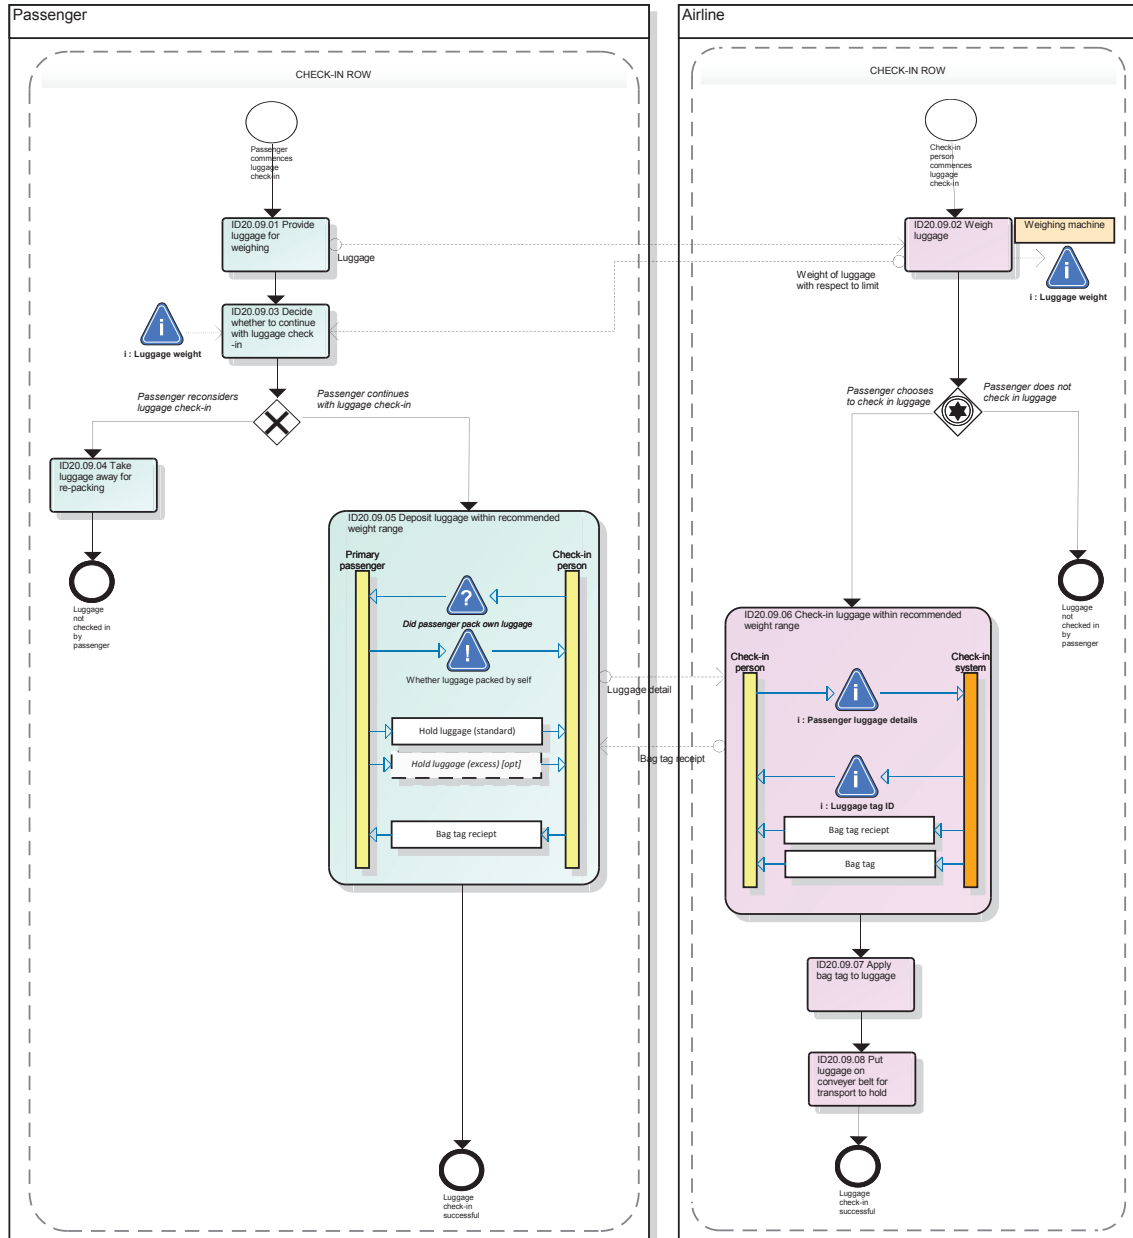 Passenger
CHECK-IN ROW
Passenger
commences
luggage
check-in
ID20.09.01 Provide
luggage for
weighing
Luggage
ID20.09.03 Decide
whether to continue
with luggage check
-in
i
i : Luggage weight
Passenger reconsiders
luggage check-in
Passenger continues
with luggage check-in
ID20.09.04 Take
luggage away for
re-packing
Luggage
not
checked in
by
passenger
ID20.09.05 Deposit luggage within recommended
weight range
Primary
passenger
Check-in
person
?
Did passenger pack own luggage
!
Whether luggage packed by self
Hold luggage (standard)
Hold luggage (excess) [opt]
Bag tag reciept
Luggage
check-in
successful
Luggage detail
Bag tag receipt
Airline
CHECK-IN ROW
Check-in
person
commences
luggage
check-in
ID20.09.02 Weigh
luggage
Weighing machine
i
i : Luggage weight
Weight of luggage
with respect to limit
Passenger chooses
to check in luggage
Passenger does not
check in luggage
Luggage
not
checked in
by
passenger
ID20.09.06 Check-in luggage within recommended
weight range
Check-in
person
Check-in
system
i
i : Passenger luggage details
i
i : Luggage tag ID
Bag tag reciept
Bag tag
ID20.09.07 Apply
bag tag to luggage
ID20.09.08 Put
luggage on
conveyer belt for
transport to hold
Luggage
check-in
successful